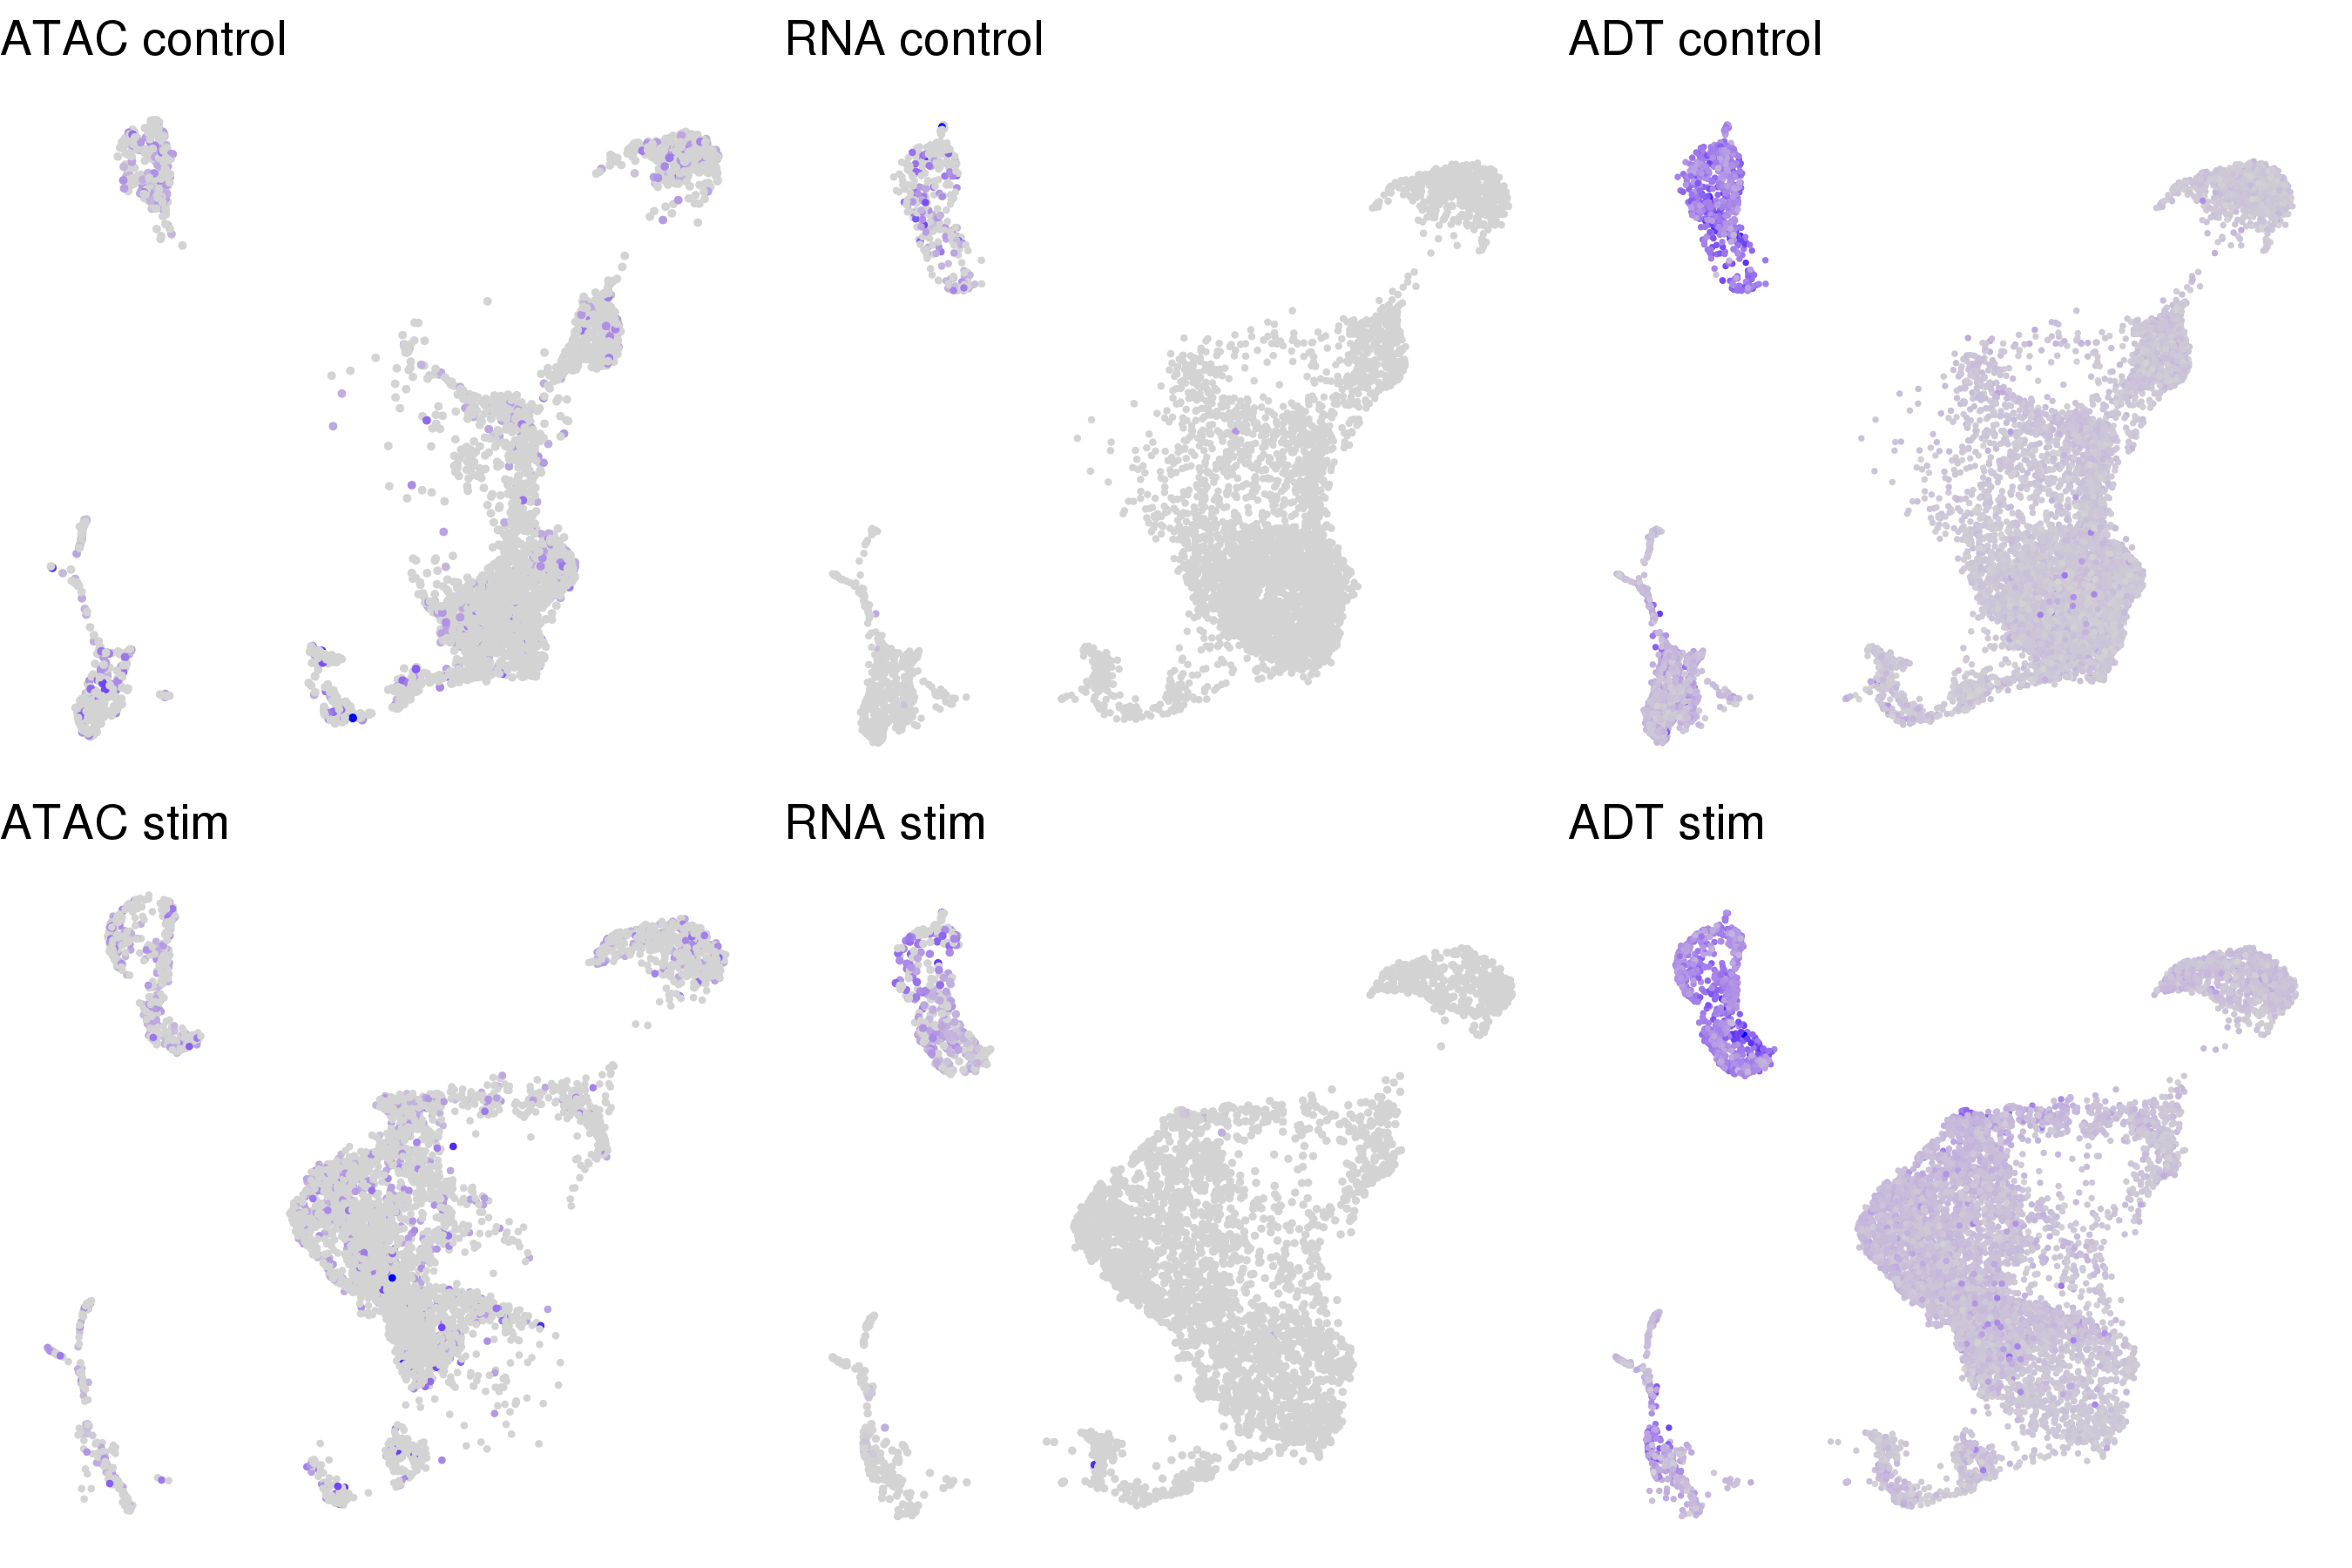 ATAC control
RNA control
ADT control
ATAC stim
RNA stim
ADT stim